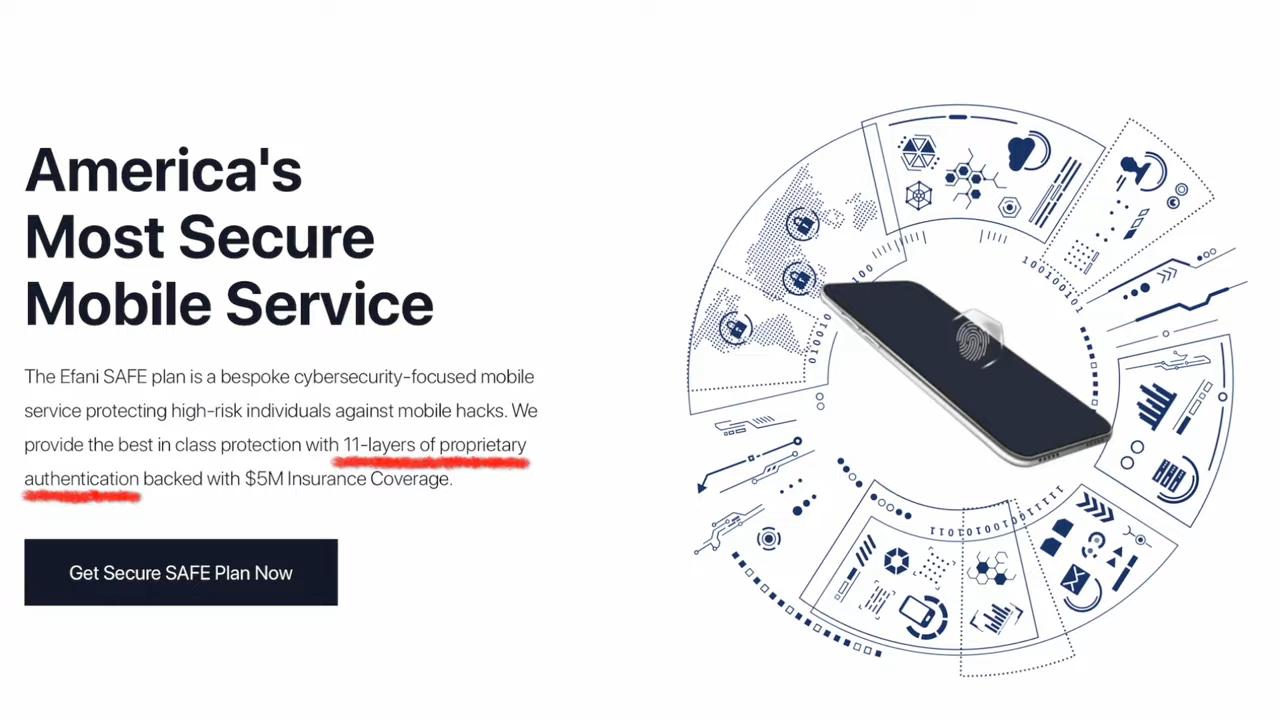 America's
Most Secure
Mobile Service
The Efani SAFE plan is a bespoke cybersecurity-focused mobile
service protecting high-risk individuals against mobile hacks. We
provide the best in class protection with 11-layers of proprietary
authentication backed with $5M Insurance Coverage.
Get Secure SAFE Plan Now
10010101